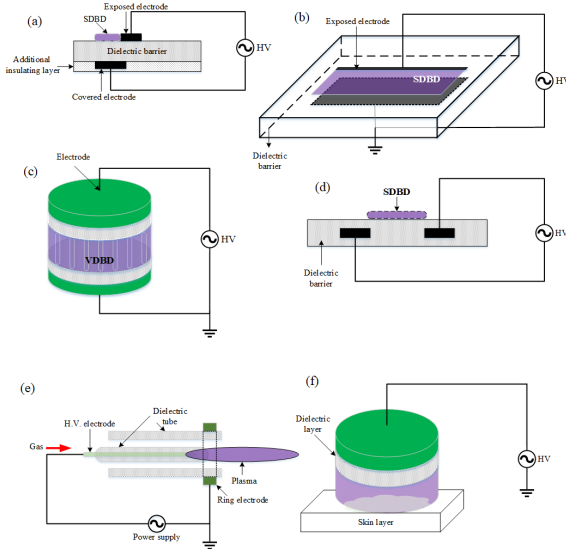 (a)
Exposed electrode
SDBD
HV
Dielectric barrier
Additional
insulating layer
Covered electrode
(b)
Exposed electrode
SDBD
HV
Dielectric
barrier
(c)
Electrode
HV
VDBD
(d)
SDBD
HV
Dielectric
barrier
(e)
Dielectric
tube
H.V. electrode
Gas
Plasma
Ring electrode
Power supply
(f)
Dielectric
layer
HV
Skin layer